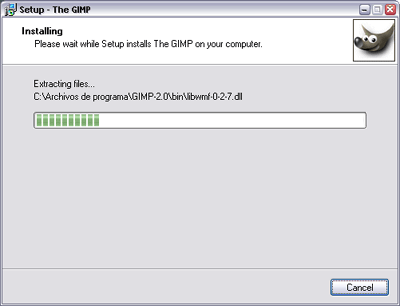 Setup - The GIMP
Installing
Please wait while Setup installs The GIMP on your computer.
Extracting files...
C:\Archivos de programa\GIMP-2.0\bin\libwmf-0-2-7.dll
Cancel